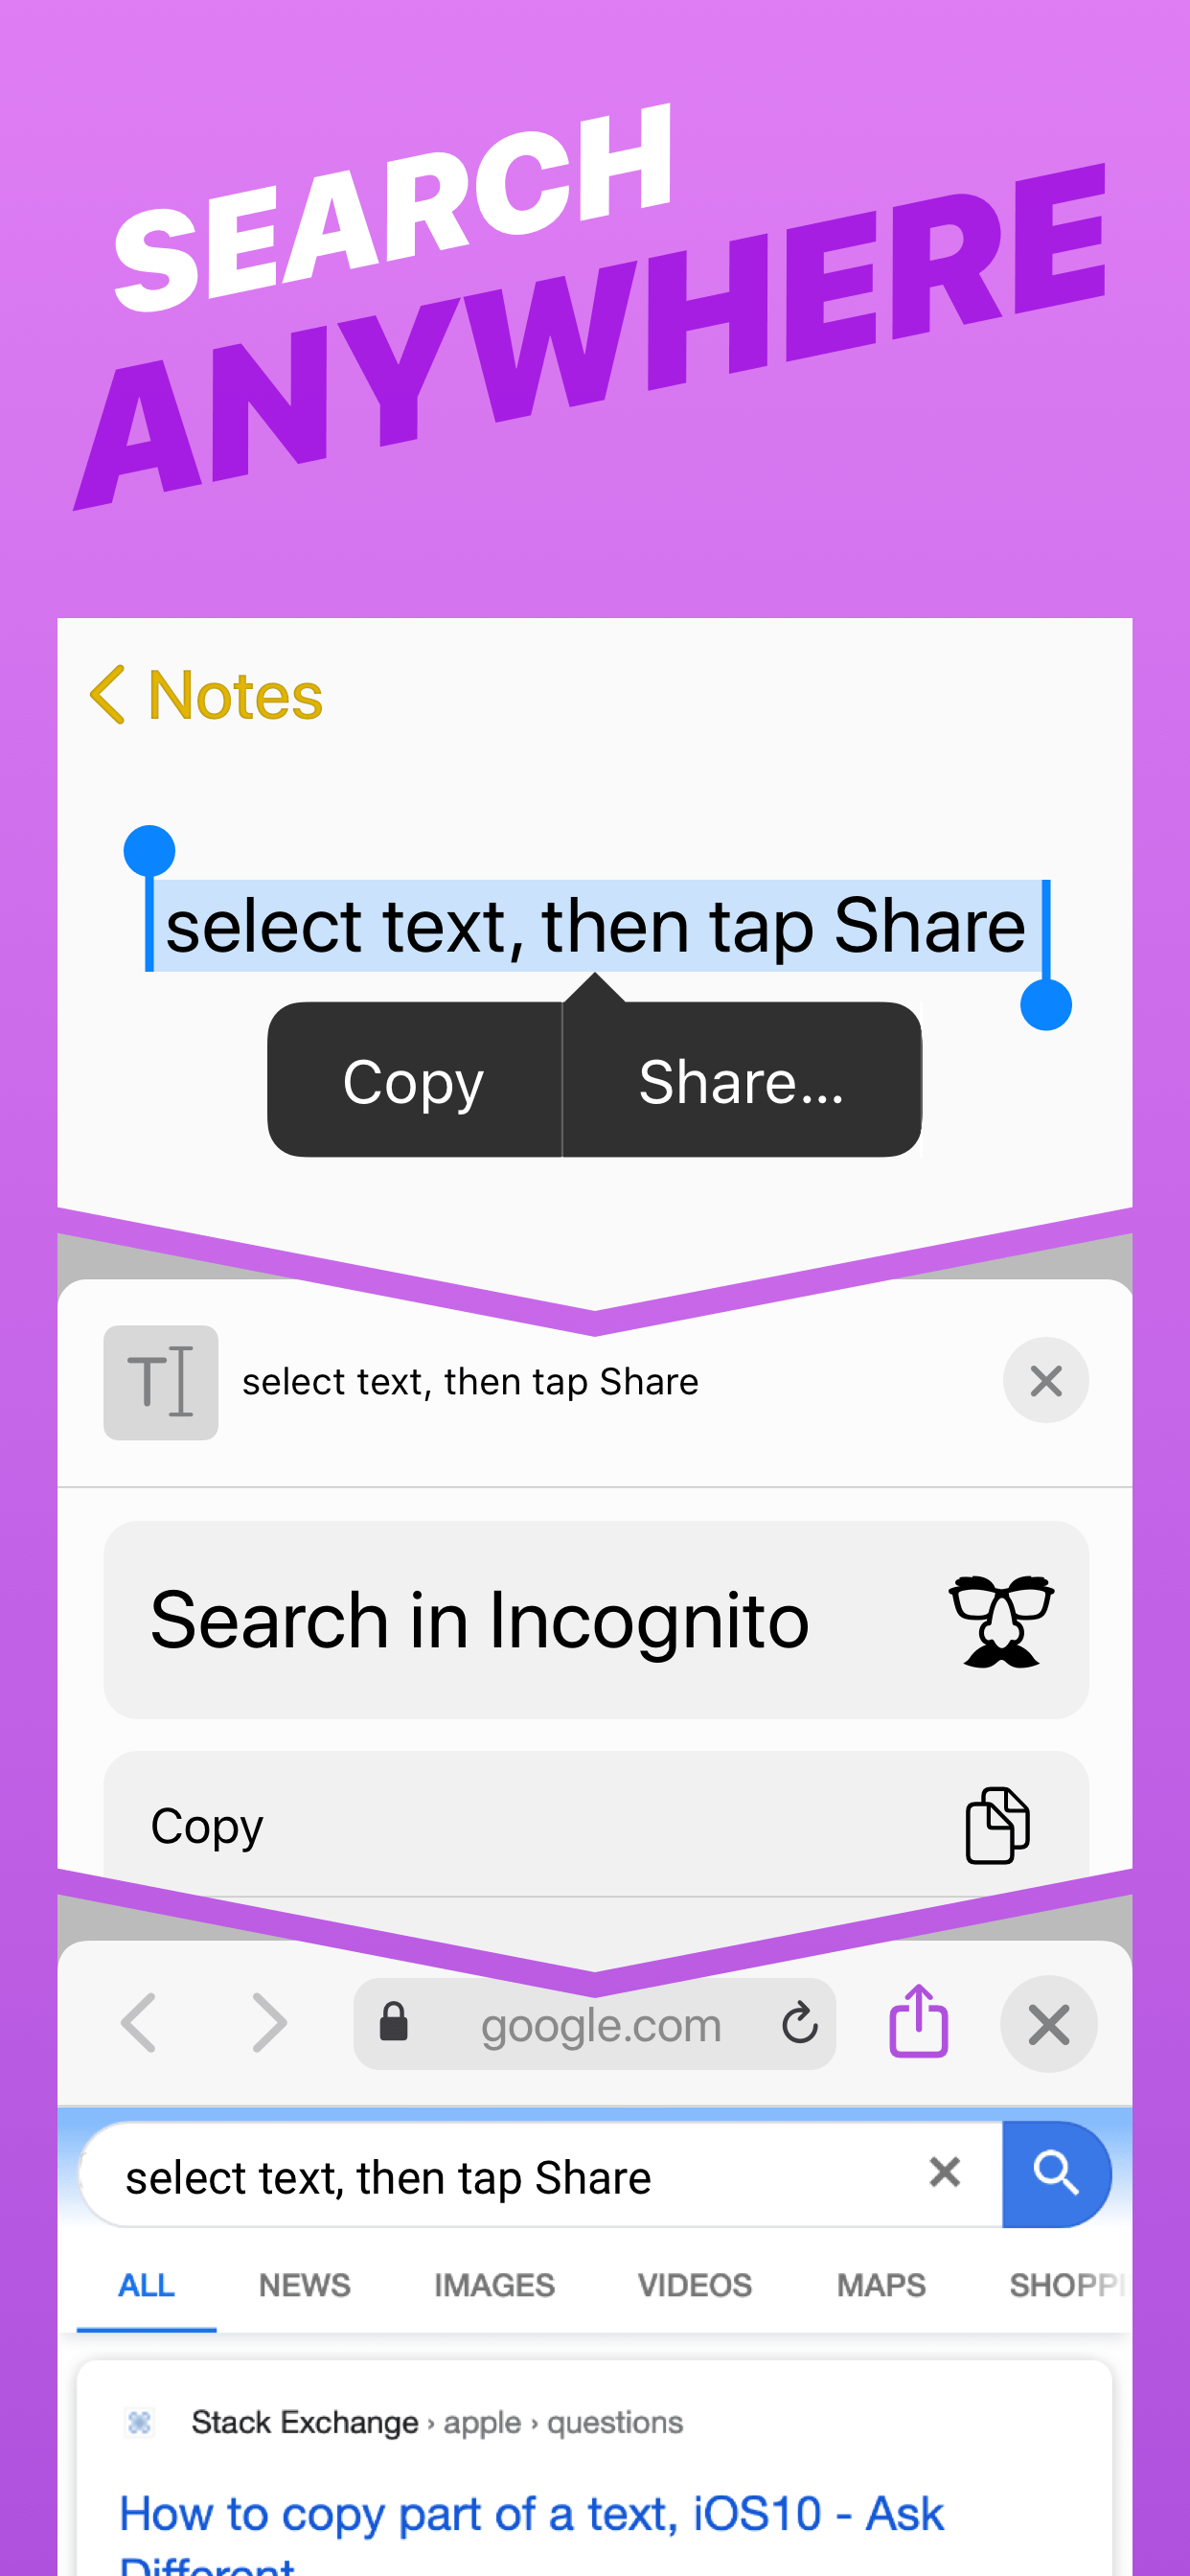 SEARCH
ANYWHERE
Notes
select text, then tap Share
Copy
Share...
select text, then tap Share
Search in Incognito
Copy
google.com
select text, then tap Share
ALL NEWS IMAGES VIDEOS MAPS SHOPPI
Stack Exchange › apple › questions
How to copy part of a text, iOS10 - Ask
Different